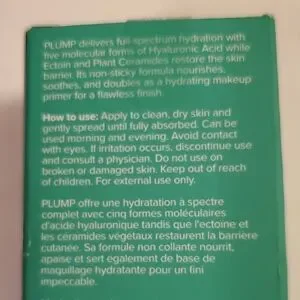 PLUMP delivers full spectrum hydration with
five molecular forms of Hyaluronic Acid while
Ectoin and Plant Ceramides restore the skin
barrier. Its non-sticky formula nourishes,
soothes, and doubles as a hydrating makeup
primer for a flawless finish.
How to use: Apply to clean, dry skin and
gently spread until fully absorbed. Can be
used morning and evening. Avoid contact
with eyes. If irritation occurs, discontinue use
and consult a physician. Do not use on
broken or damaged skin. Keep out of reach
of children. For external use only.
PLUMP offre une hydratation à spectre
complet avec cinq formes moléculaires
d'acide hyaluronique tandis que l'ectoine et
les céramides végétaux restaurent la barrière
cutanée. Sa formule non collante nourrit,
apaise et sert également de base de
maquillage hydratante pour un fini
impeccable.